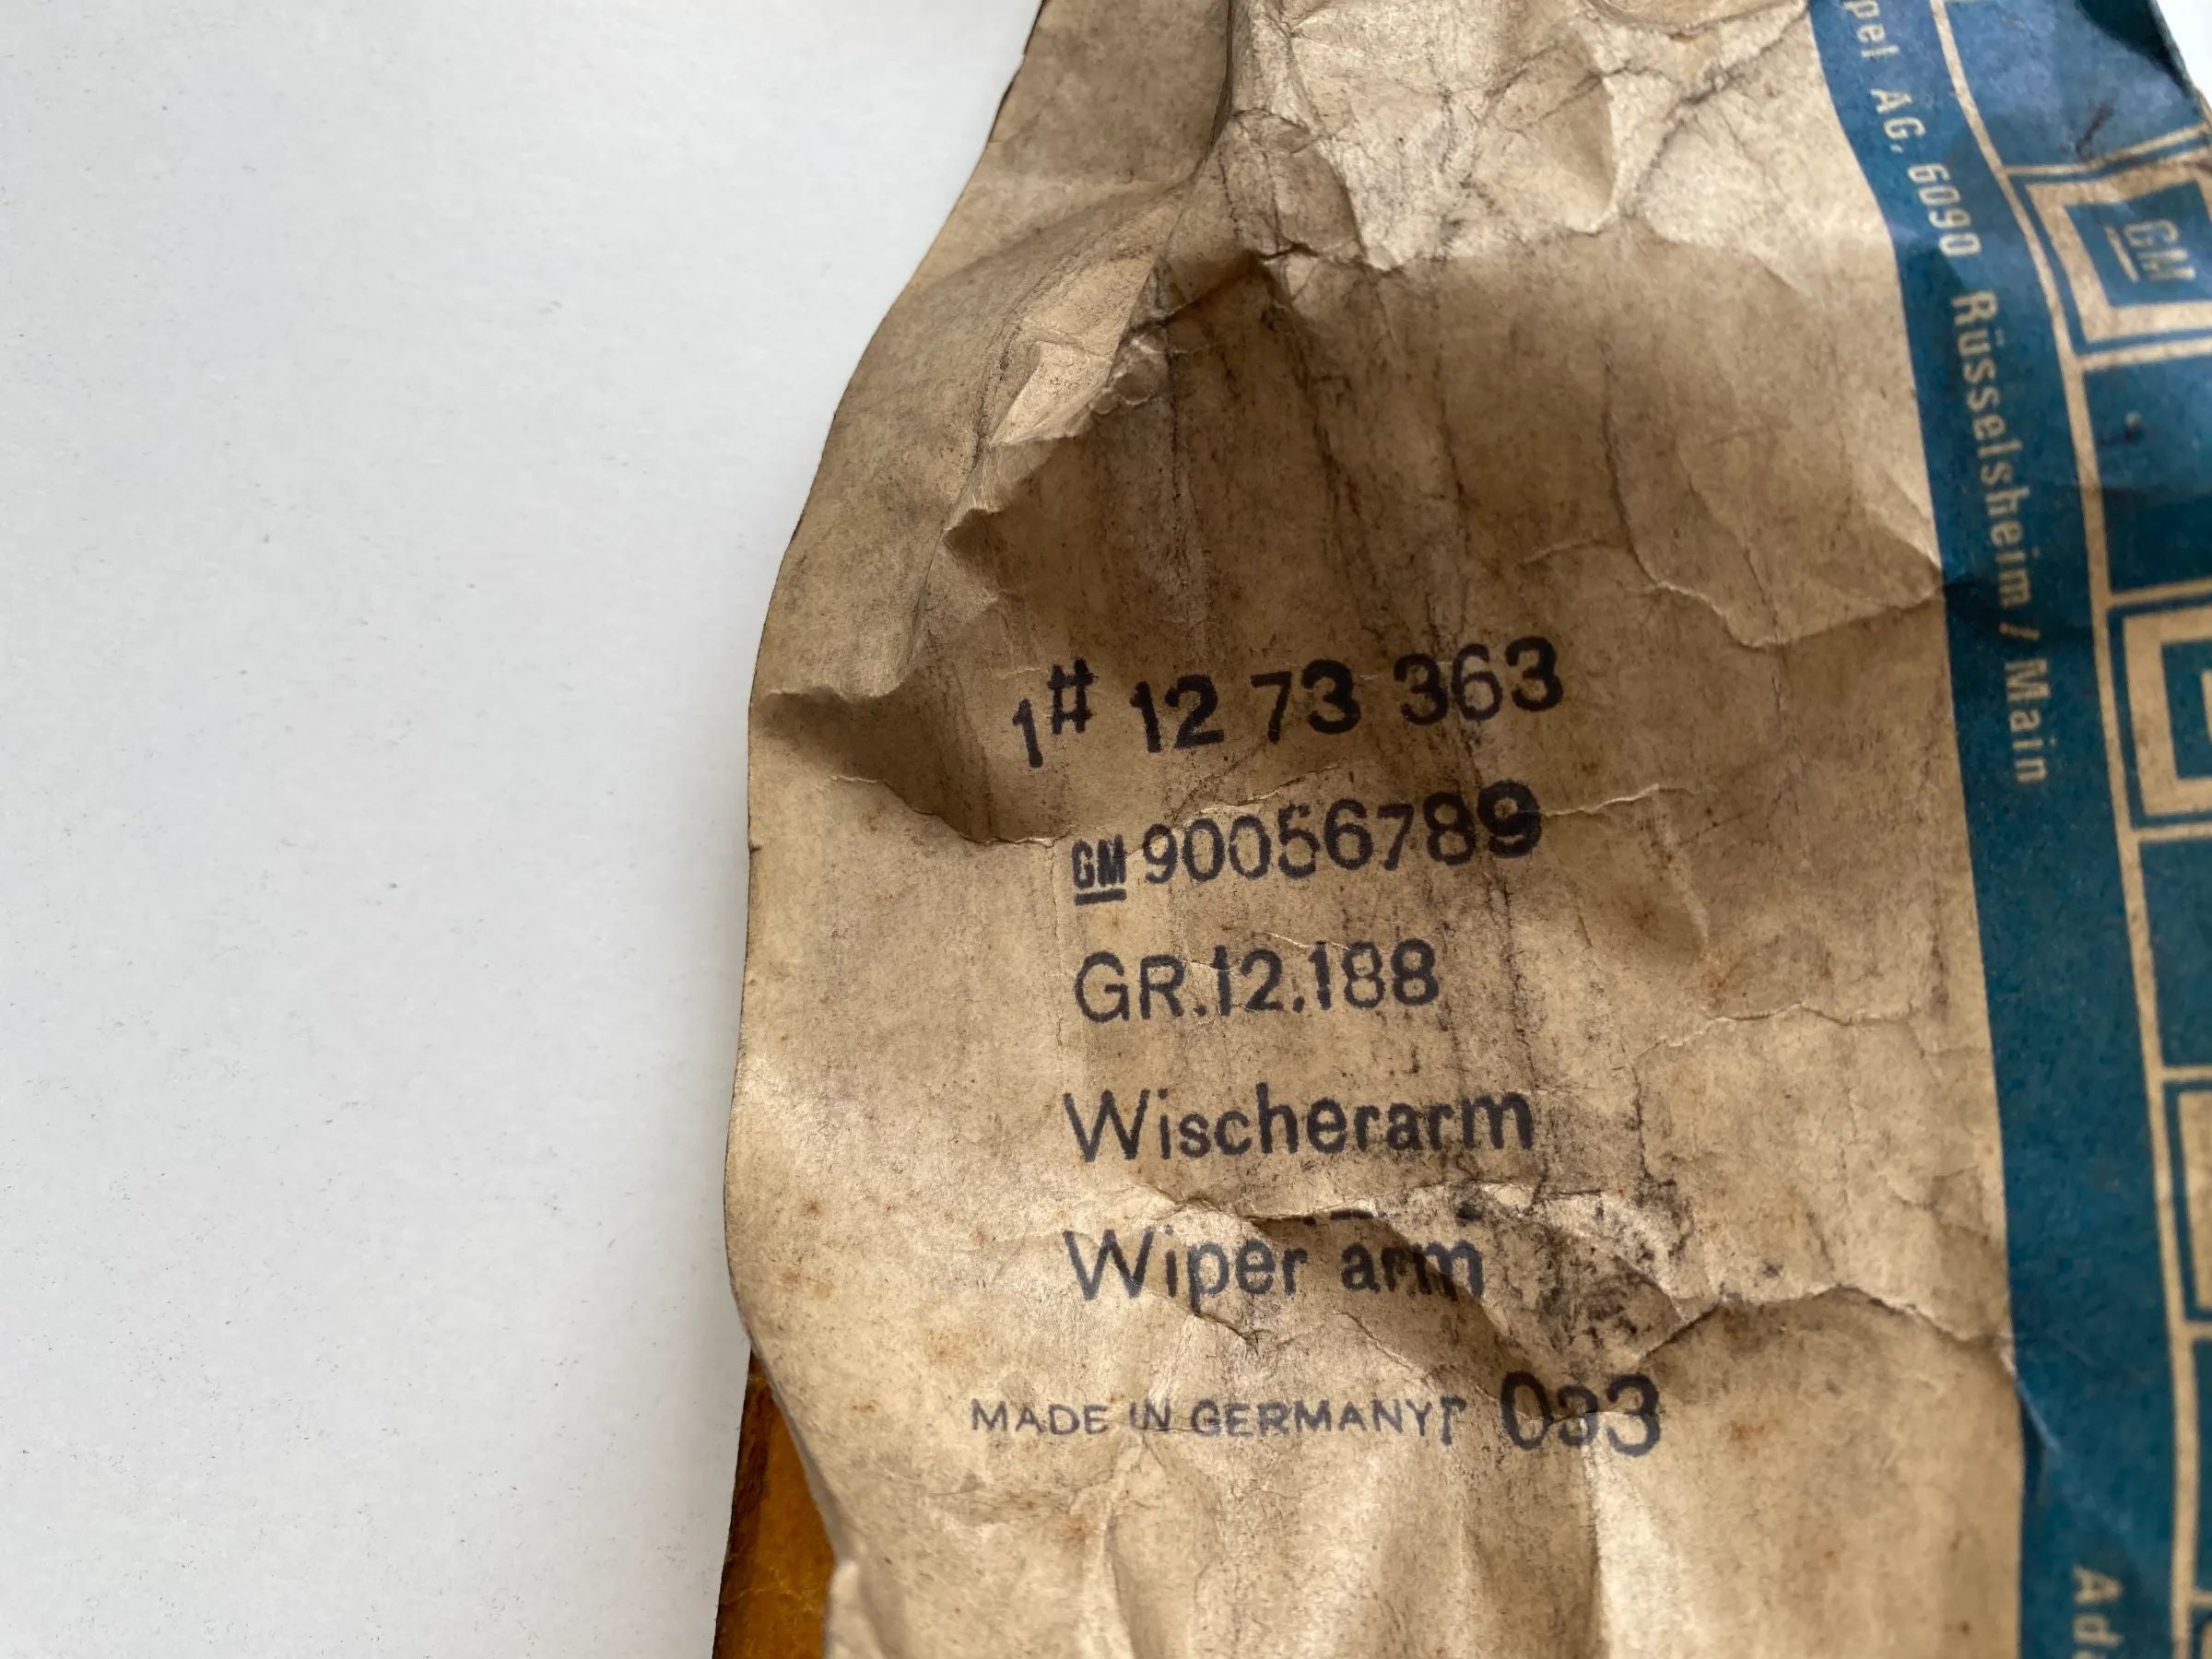 1# 12 73 363
GM 90056789
GR.12.188
Wischerarm
Wiper arm
MADE IN GERMANY
pel AG, 6090 Rüsselsheim / Main
GM